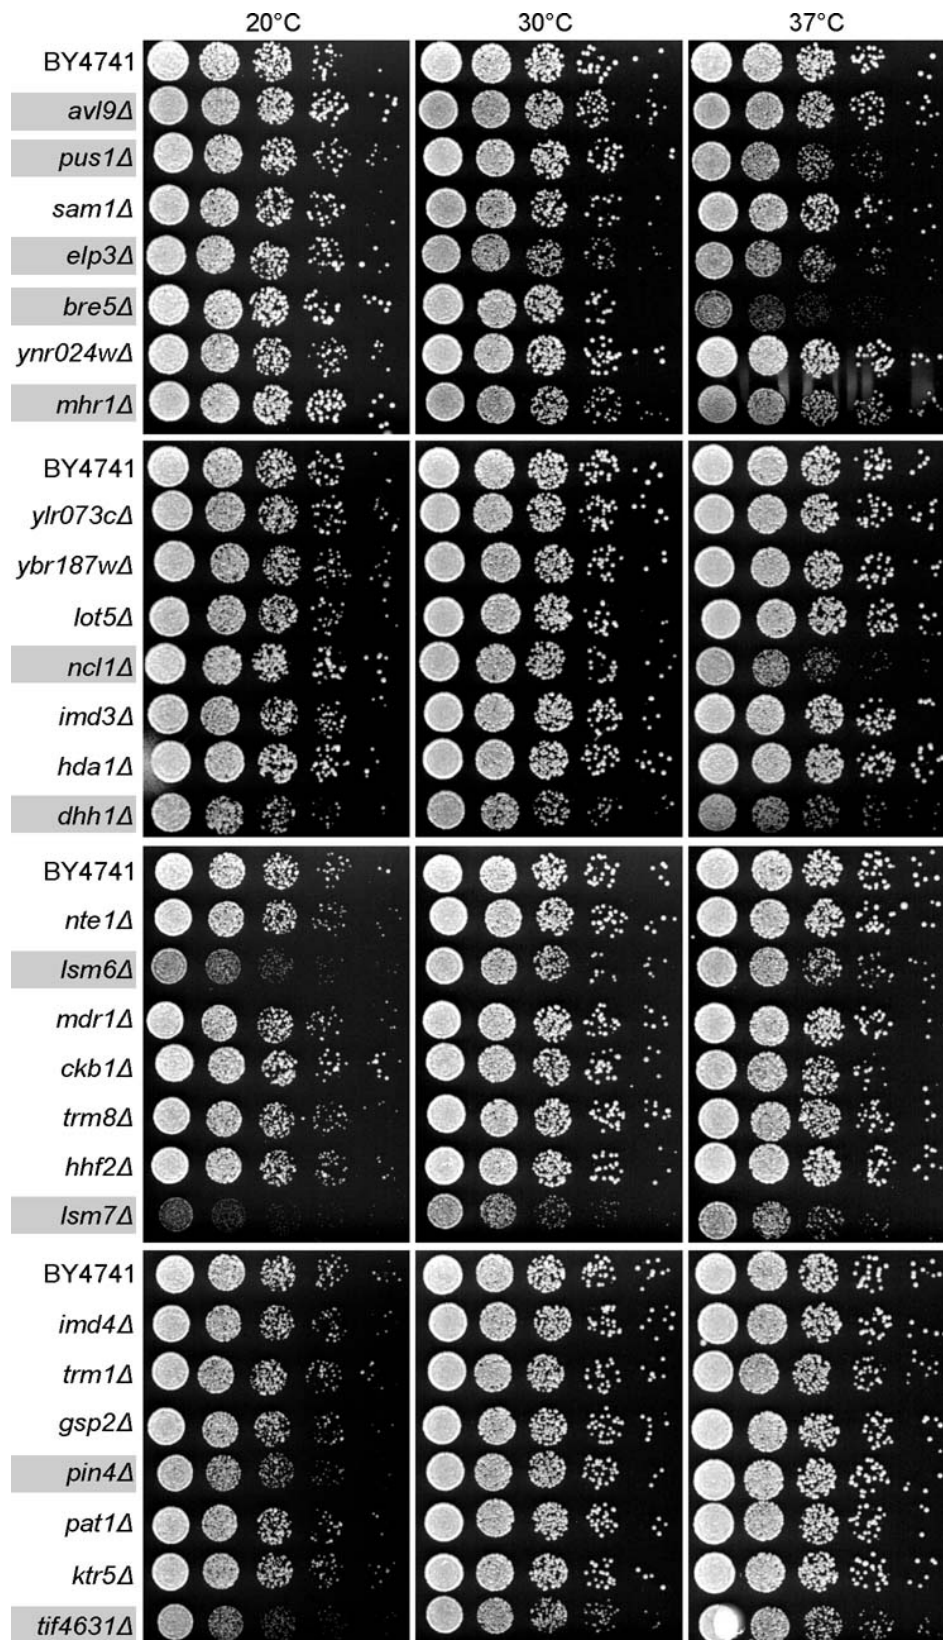 20°C 30°C 37°C
BY4741
avl9Δ
pus1Δ
sam1Δ
elp3Δ
bre5Δ
ynr024wΔ
mhr1Δ
BY4741
ylr073cΔ
ybr187wΔ
lot5Δ
ncl1Δ
imd3Δ
hda1Δ
dhh1Δ
BY4741
nte1Δ
lsm6Δ
mdr1Δ
ckb1Δ
trm8Δ
hhf2Δ
lsm7Δ
BY4741
imd4Δ
trm1Δ
gsp2Δ
pin4Δ
pat1Δ
ktr5Δ
tif4631Δ